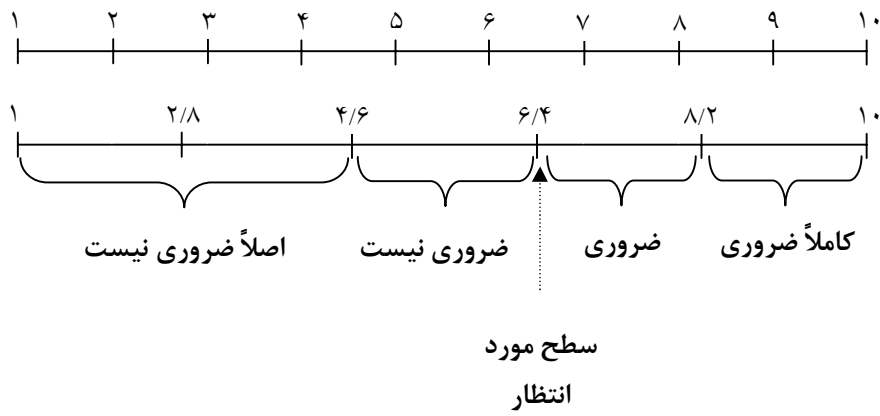 ۱ ۲ ۳ ۴ ۵ ۶ ۷ ۸ ۹ ۱۰
۱ ۲/۸ ۴/۶ ۶/۴ ۸/۲ ۱۰
اصلاً ضروری نیست ضروری نیست ضروری کاملاً ضروری
سطح مورد
انتظار